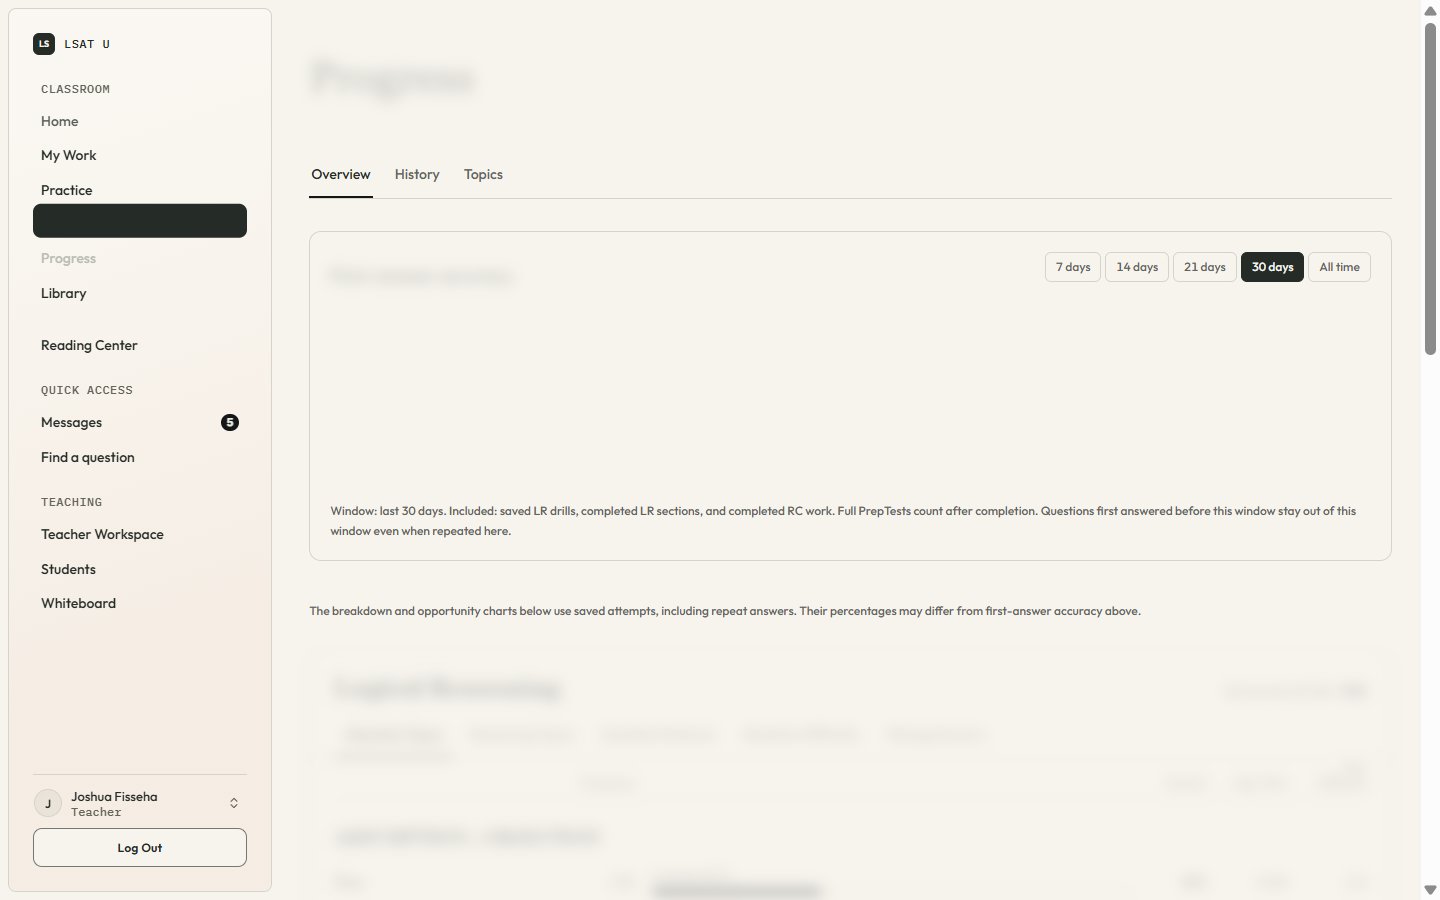 LS LSAT U
CLASSROOM
Home
My Work
Practice
Progress
Library
Reading Center
QUICK ACCESS
Messages 5
Find a question
TEACHING
Teacher Workspace
Students
Whiteboard
J Joshua Fisseha
Teacher
Log Out
Progress
Overview History Topics
7 days 14 days 21 days 30 days All time
Window: last 30 days. Included: saved LR drills, completed LR sections, and completed RC work. Full PrepTests count after completion. Questions first answered before this window stay out of this
window even when repeated here.
The breakdown and opportunity charts below use saved attempts, including repeat answers. Their percentages may differ from first-answer accuracy above.
Logical Reasoning